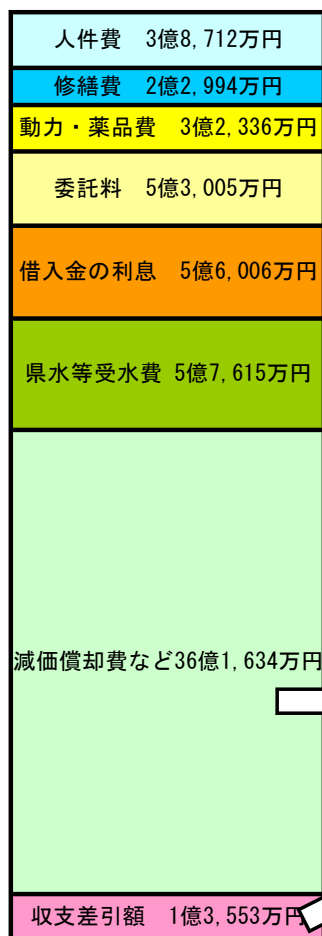 人件費　3億8,712万円
修繕費　2億2,994万円
動力・薬品費　3億2,336万円
委託料　5億3,005万円
借入金の利息　5億6,006万円
県水等受水費 5億7,615万円
減価償却費など36億1,634万円
収支差引額　1億3,553万円